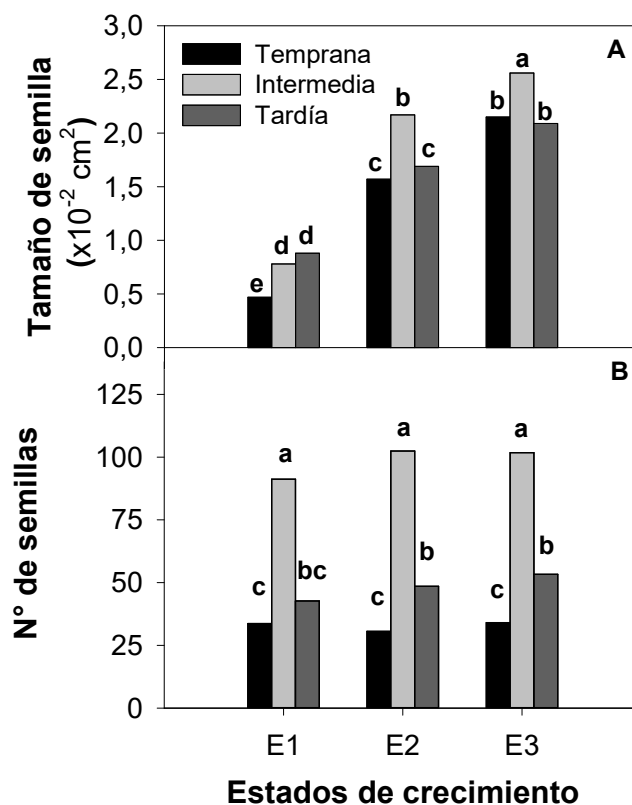 Tamaño de semilla
(x10⁻² cm²)
3,0
2,5
2,0
1,5
1,0
0,5
0,0
Temprana
Intermedia
Tardía
A
e d d
c b c
b a b
N° de semillas
125
100
75
50
25
0
B
c a bc
c a b
c a b
E1 E2 E3
Estados de crecimiento